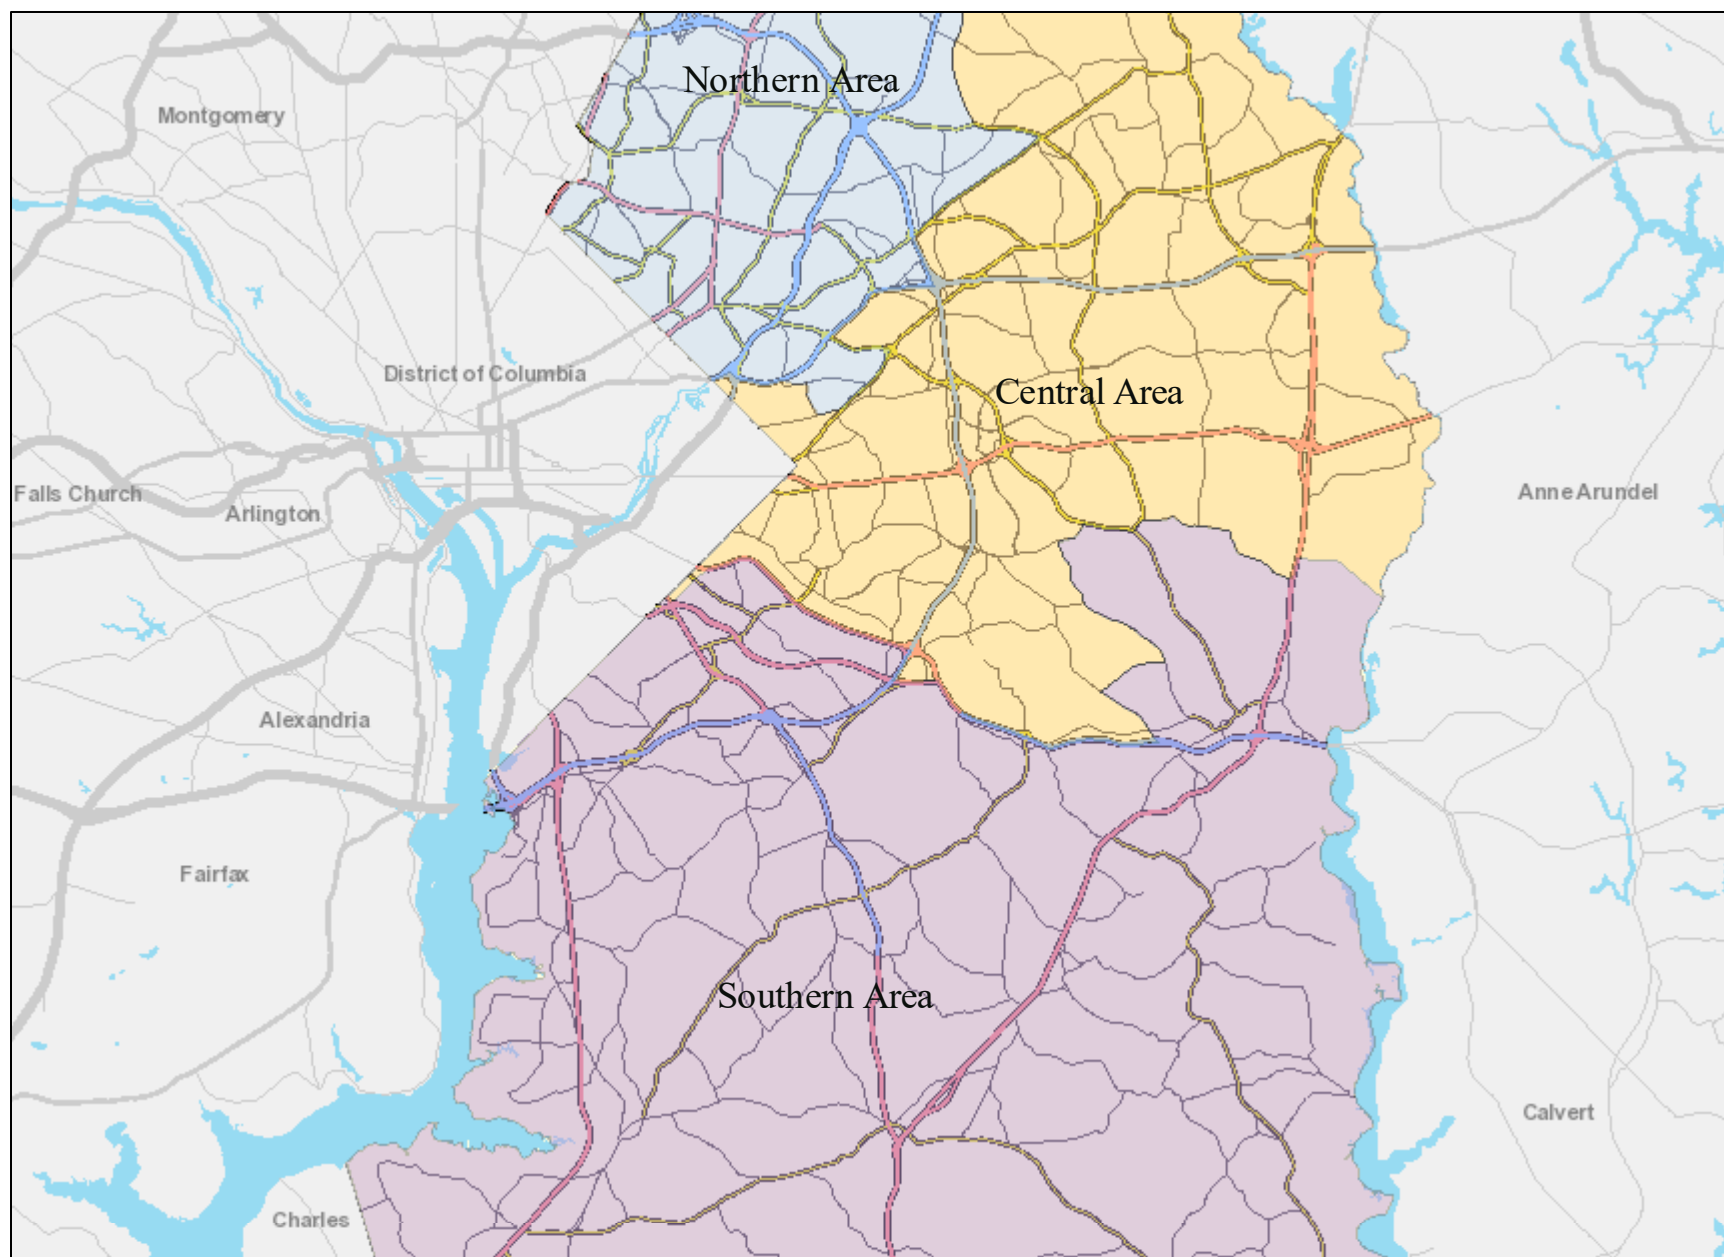 Northern Area
Montgomery
District of Columbia
Central Area
Falls Church
Arlington
Anne Arundel
Alexandria
Fairfax
Southern Area
Calvert
Charles